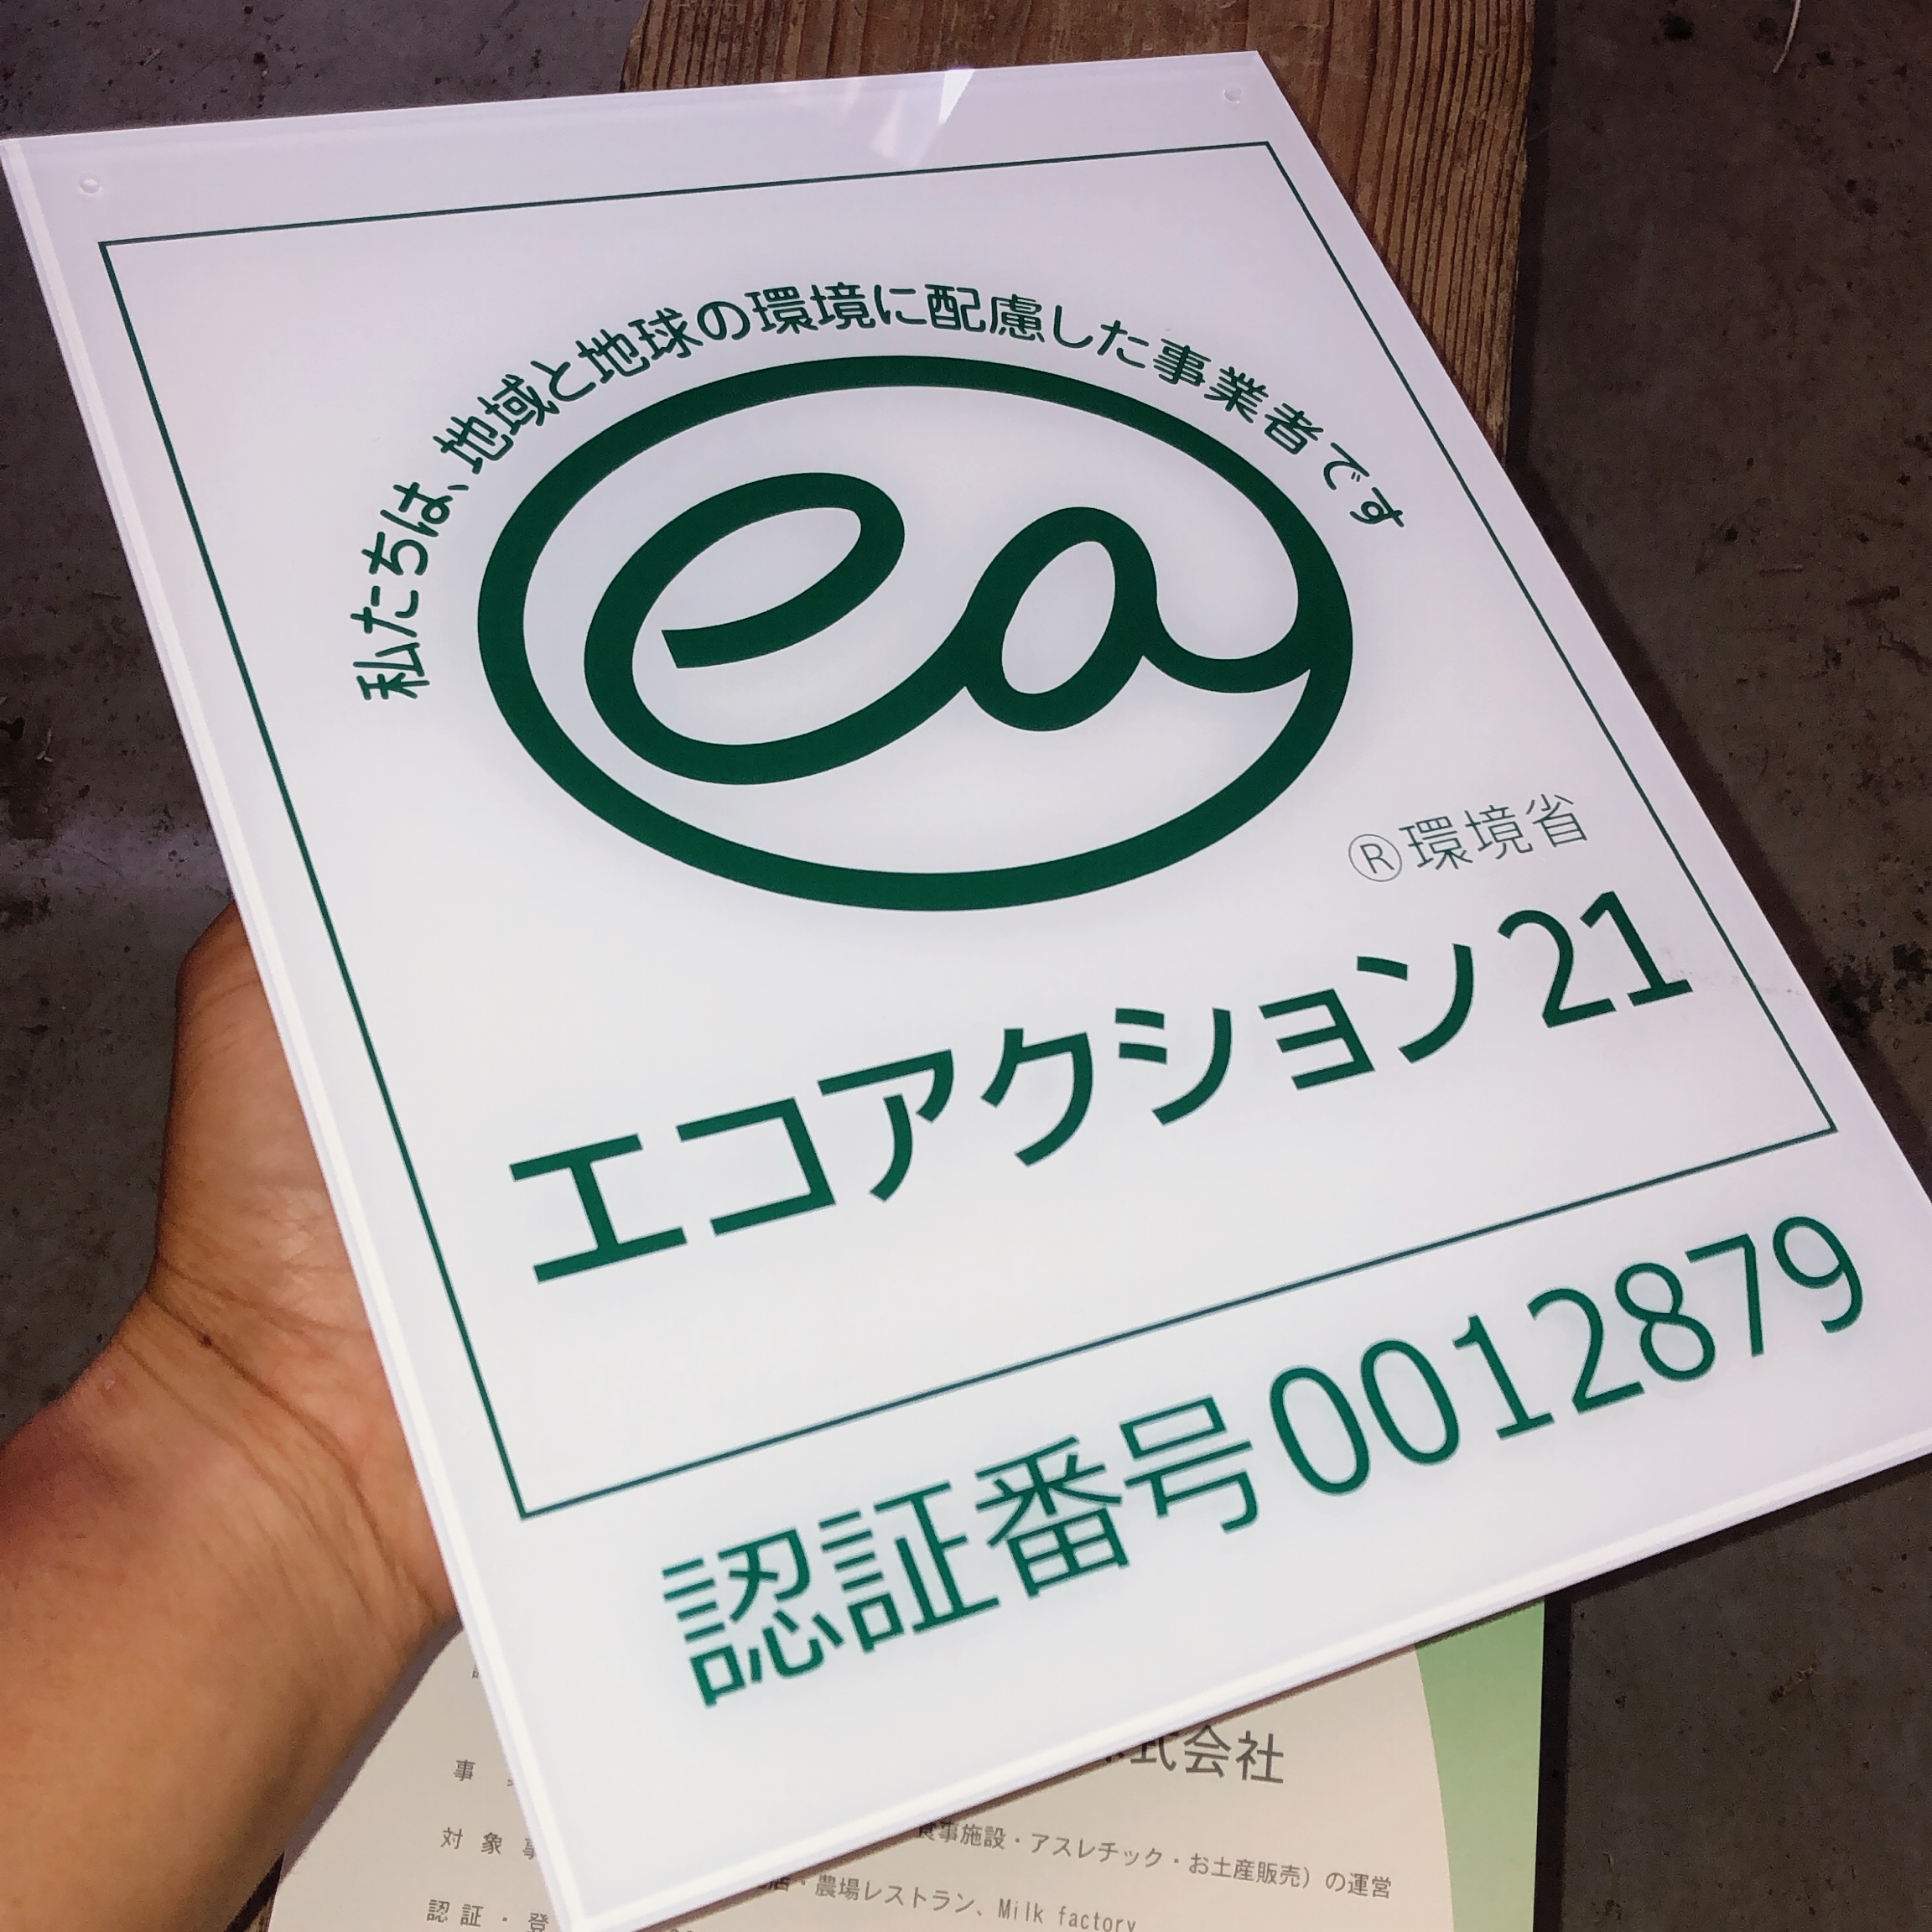 私たちは、地域と地球の環境に配慮した事業者です
ea
®環境省
エコアクション21
認証番号0012879
式会社
事
対象事
食事施設・アスレチック・お土産販売）の運営
店・農場レストラン、Milk factory
認証・登